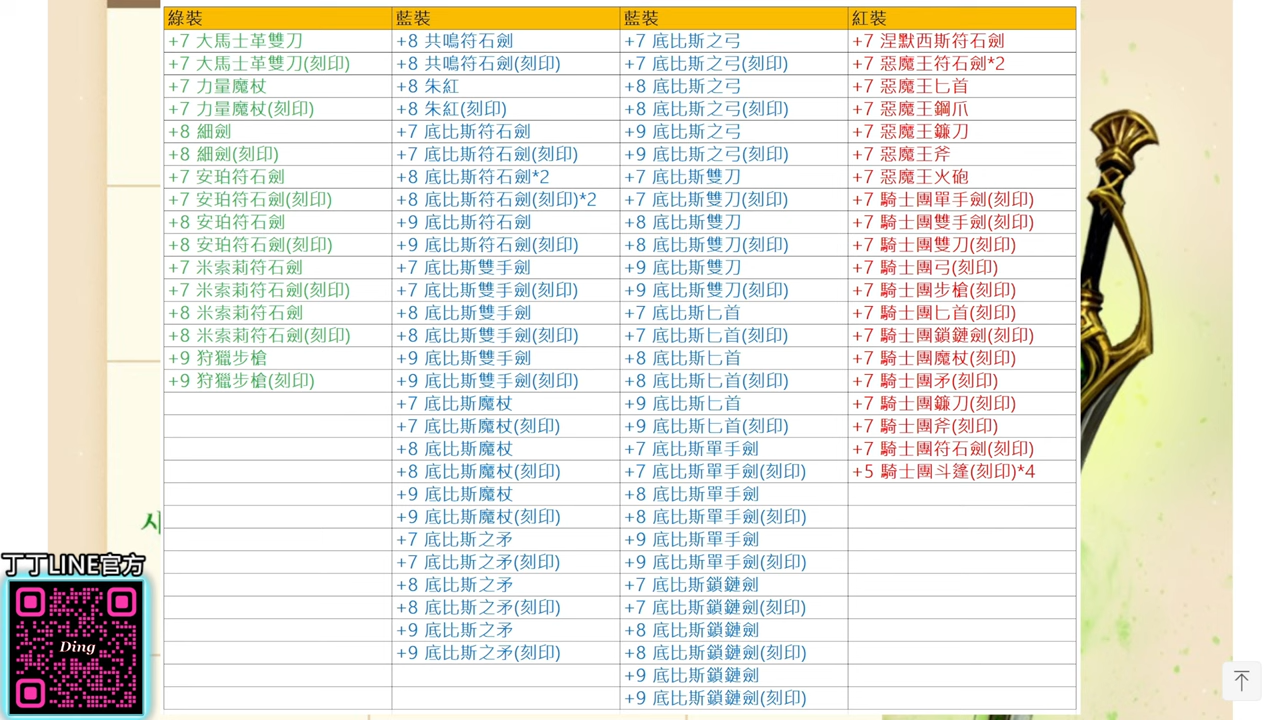 綠裝 藍裝 藍裝 紅裝
+7 大馬士革雙刀 +8 共鳴符石劍 +7 底比斯之弓 +7 涅默西斯符石劍
+7 大馬士革雙刀(刻印) +8 共鳴符石劍(刻印) +7 底比斯之弓(刻印) +7 惡魔王符石劍*2
+7 力量魔杖 +8 朱紅 +8 底比斯之弓 +7 惡魔王匕首
+7 力量魔杖(刻印) +8 朱紅(刻印) +8 底比斯之弓(刻印) +7 惡魔王鋼爪
+8 細劍 +7 底比斯符石劍 +9 底比斯之弓 +7 惡魔王鐮刀
+8 細劍(刻印) +7 底比斯符石劍(刻印) +9 底比斯之弓(刻印) +7 惡魔王斧
+7 安珀符石劍 +8 底比斯符石劍*2 +7 底比斯雙刀 +7 惡魔王火砲
+7 安珀符石劍(刻印) +8 底比斯符石劍(刻印)*2 +7 底比斯雙刀(刻印) +7 騎士團單手劍(刻印)
+8 安珀符石劍 +9 底比斯符石劍 +8 底比斯雙刀 +7 騎士團雙手劍(刻印)
+8 安珀符石劍(刻印) +9 底比斯符石劍(刻印) +8 底比斯雙刀(刻印) +7 騎士團雙刀(刻印)
+7 米索莉符石劍 +7 底比斯雙手劍 +9 底比斯雙刀 +7 騎士團弓(刻印)
+7 米索莉符石劍(刻印) +7 底比斯雙手劍(刻印) +9 底比斯雙刀(刻印) +7 騎士團步槍(刻印)
+8 米索莉符石劍 +8 底比斯雙手劍 +7 底比斯匕首 +7 騎士團匕首(刻印)
+8 米索莉符石劍(刻印) +8 底比斯雙手劍(刻印) +7 底比斯匕首(刻印) +7 騎士團鎖鏈劍(刻印)
+9 狩獵步槍 +9 底比斯雙手劍 +8 底比斯匕首 +7 騎士團魔杖(刻印)
+9 狩獵步槍(刻印) +9 底比斯雙手劍(刻印) +8 底比斯匕首(刻印) +7 騎士團矛(刻印)
+7 底比斯魔杖 +9 底比斯匕首 +7 騎士團鐮刀(刻印)
+7 底比斯魔杖(刻印) +9 底比斯匕首(刻印) +7 騎士團斧(刻印)
+8 底比斯魔杖 +7 底比斯單手劍 +7 騎士團符石劍(刻印)
+8 底比斯魔杖(刻印) +7 底比斯單手劍(刻印) +5 騎士團斗篷(刻印)*4
+9 底比斯魔杖 +8 底比斯單手劍
+9 底比斯魔杖(刻印) +8 底比斯單手劍(刻印)
+7 底比斯之矛 +9 底比斯單手劍
+7 底比斯之矛(刻印) +9 底比斯單手劍(刻印)
+8 底比斯之矛 +7 底比斯鎖鏈劍
+8 底比斯之矛(刻印) +7 底比斯鎖鏈劍(刻印)
+9 底比斯之矛 +8 底比斯鎖鏈劍
+9 底比斯之矛(刻印) +8 底比斯鎖鏈劍(刻印)
+9 底比斯鎖鏈劍
+9 底比斯鎖鏈劍(刻印)
丁丁LINE官方
Ding